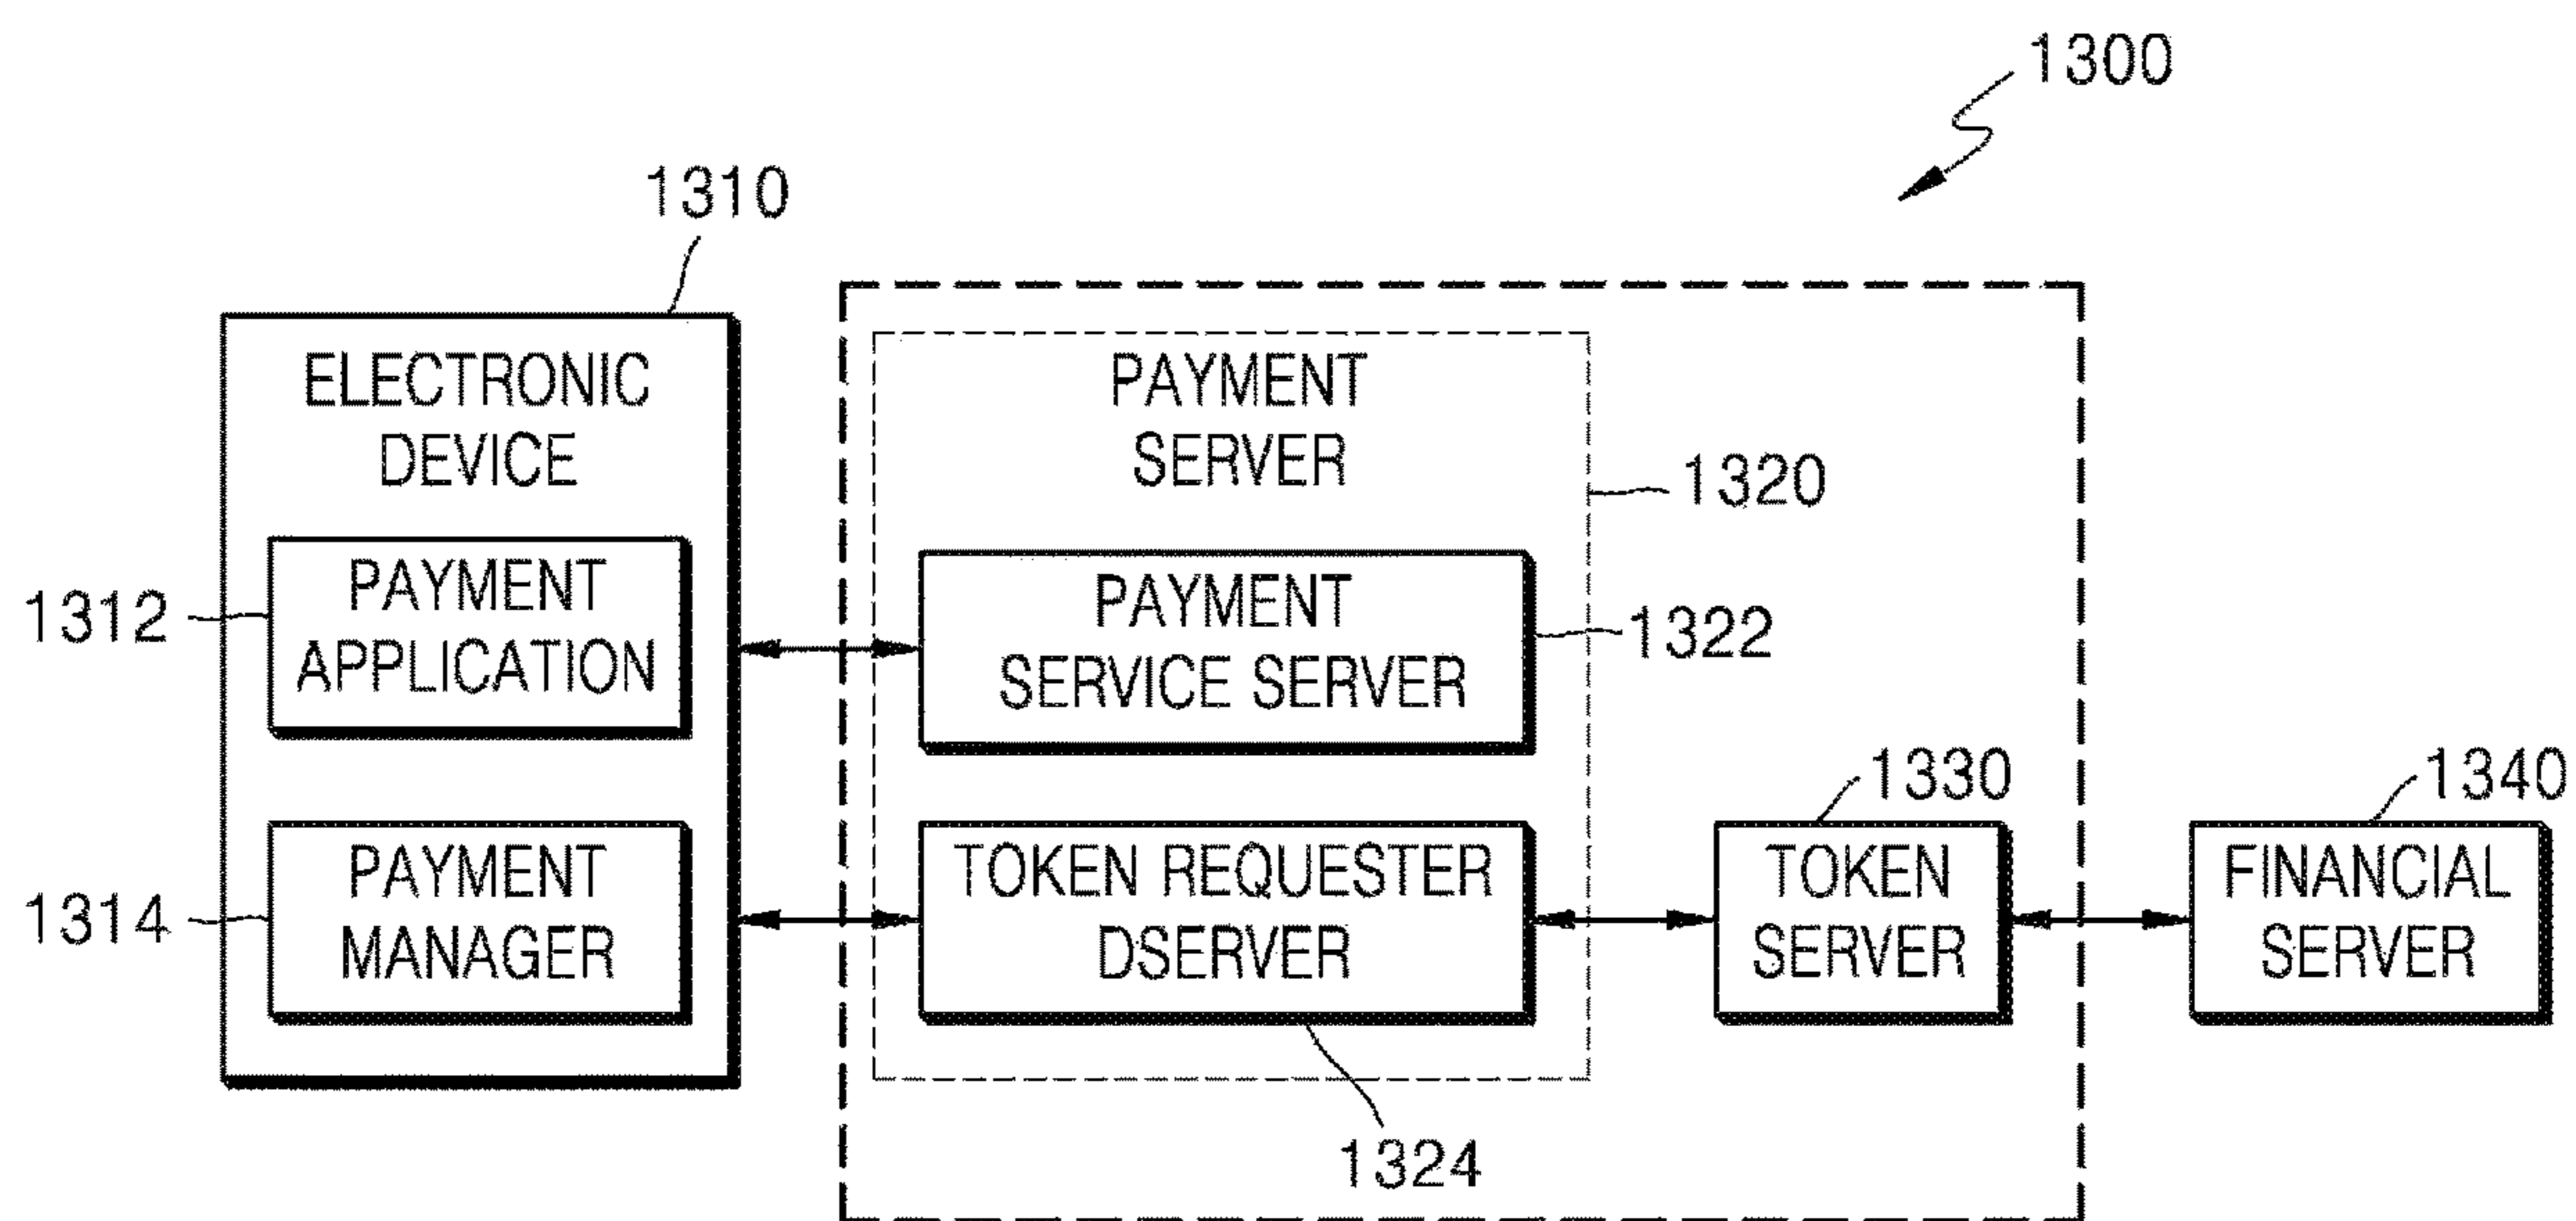 1300
1310
ELECTRONIC
DEVICE
PAYMENT
SERVER
1320
1312
PAYMENT
APPLICATION
PAYMENT
SERVICE SERVER
1322
1314
PAYMENT
MANAGER
TOKEN REQUESTER
DSERVER
1324
1330
TOKEN
SERVER
1340
FINANCIAL
SERVER